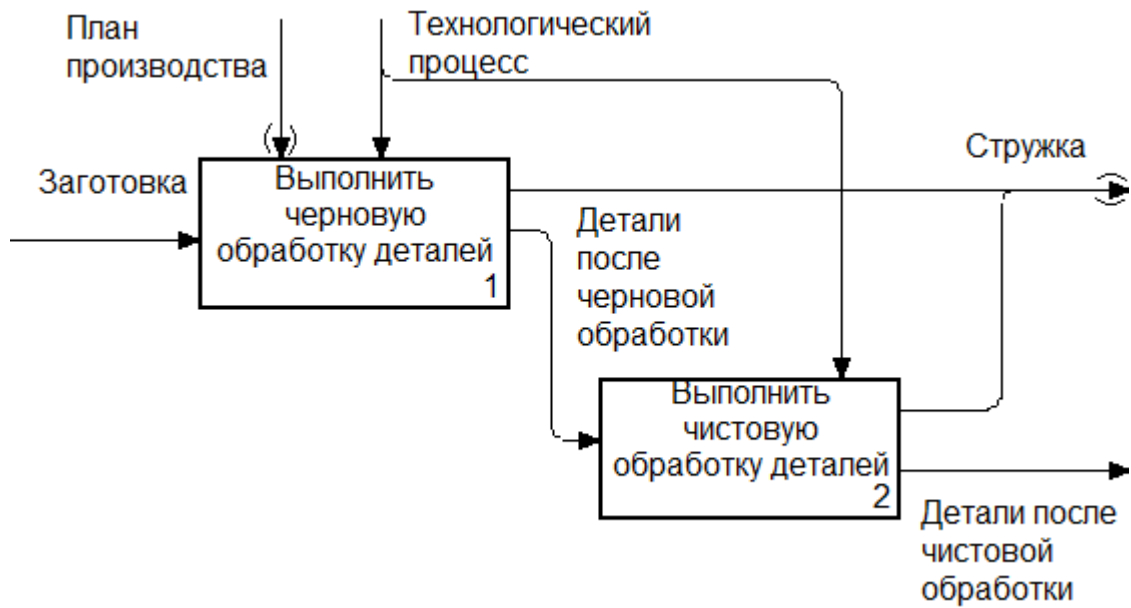 План
производства
Технологический
процесс
Стружка
Заготовка
Выполнить
черновую
обработку деталей
1
Детали
после
черновой
обработки
Выполнить
чистовую
обработку деталей
2
Детали после
чистовой
обработки